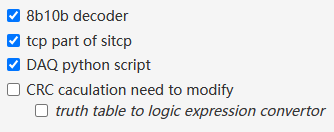 8b10b decoder
tcp part of sitcp
DAQ python script
CRC caculation need to modify
truth table to logic expression convertor